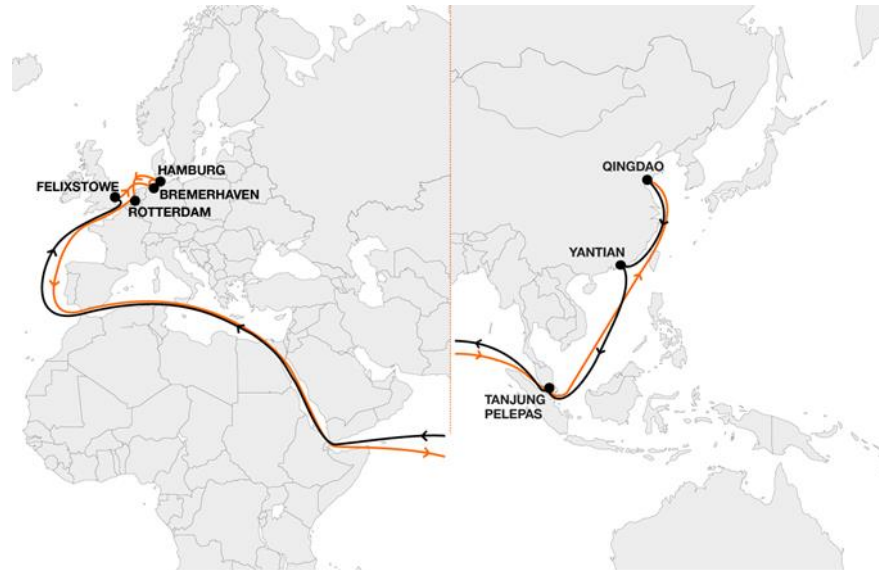 HAMBURG
FELIXSTOWE
BREMERHAVEN
ROTTERDAM
QINGDAO
YANTIAN
TANJUNG
PELEPAS